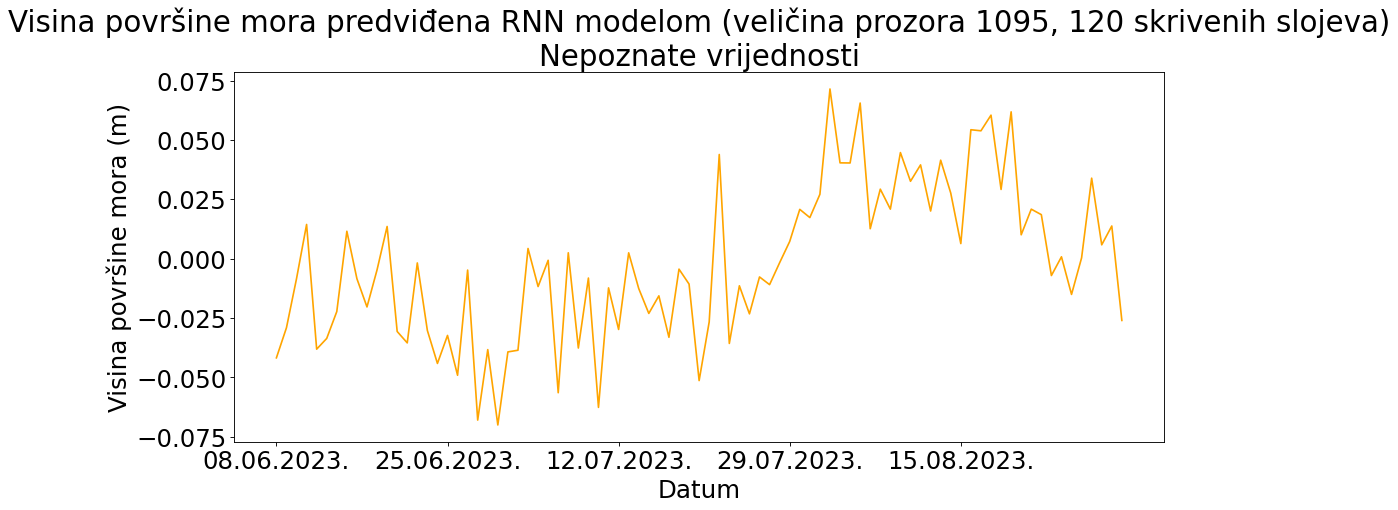 Visina površine mora predviđena RNN modelom (veličina prozora 1095, 120 skrivenih slojeva)
Nepoznate vrijednosti
Visina površine mora (m)
0.075
0.050
0.025
0.000
−0.025
−0.050
−0.075
08.06.2023. 25.06.2023. 12.07.2023. 29.07.2023. 15.08.2023.
Datum